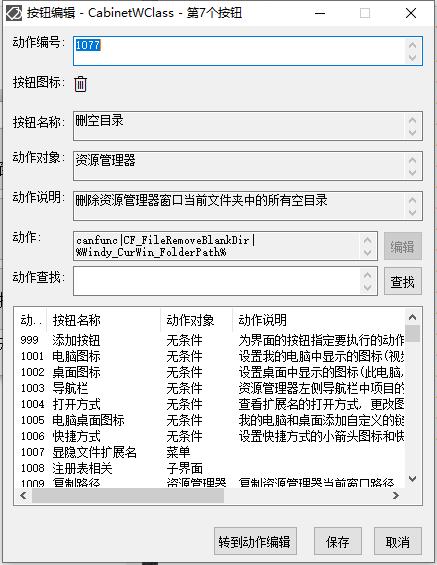 按钮编辑 - CabinetWClass - 第7个按钮
动作编号: 1077
按钮图标:
按钮名称: 删空目录
动作对象: 资源管理器
动作说明: 删除资源管理器窗口当前文件夹中的所有空目录
动作: canfunc|CF_FileRemoveBlankDir|
%Windy_CurWin_FolderPath%
编辑
动作查找:
查找
动.. 按钮名称 动作对象 动作说明
999 添加按钮 无条件 为界面的按钮指定要执行的动作
1001 电脑图标 无条件 设置我的电脑中显示的图标(视频
1002 桌面图标 无条件 设置桌面中显示的图标(此电脑,
1003 导航栏 无条件 资源管理器左侧导航栏中项目的
1004 打开方式 无条件 查看扩展名的打开方式, 更改图
1005 电脑桌面图标 无条件 我的电脑和桌面添加自定义的链
1006 快捷方式 无条件 设置快捷方式的小箭头图标和快
1007 显隐文件扩展名 菜单
1008 注册表相关 子界面
1009 复制路径 资源管理器 复制资源管理器当前窗口路径
转到动作编辑 保存 取消